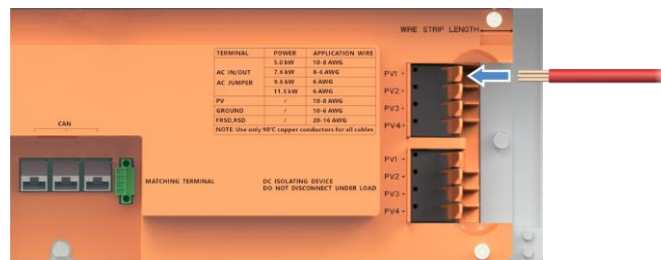 WIRE STRIP LENGTH
TERMINAL POWER APPLICATION WIRE
AC IN/OUT
AC JUMPER
5.0 kW 10-8 AWG
7.6 kW 8-6 AWG
9.6 kW 6 AWG
11.5 kW 6 AWG
PV / 10-8 AWG
GROUND / 10-6 AWG
FRSD,RSD / 20-16 AWG
NOTE: Use only 90°C copper conductors for all cables
PV1 -
PV2 -
PV3 -
PV4 -
CAN
MATCHING TERMINAL
DC ISOLATING DEVICE
DO NOT DISCONNECT UNDER LOAD
PV1 -
PV2 -
PV3 -
PV4 -